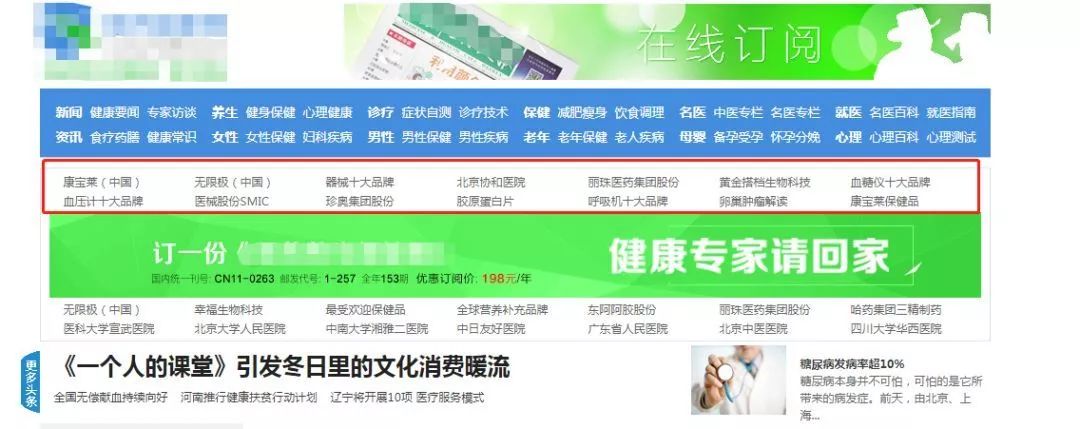 在线订阅
新闻 健康要闻 专家访谈 养生 健身保健 心理健康 诊疗 症状自测 诊疗技术 保健 减肥瘦身 饮食调理 名医 中医专栏 名医专栏 就医 名医百科 就医指南
资讯 食疗药膳 健康常识 女性 女性保健 妇科疾病 男性 男性保健 男性疾病 老年 老年保健 老人疾病 母婴 备孕受孕 怀孕分娩 心理 心理百科 心理测试
康宝莱（中国） 无限极（中国） 器械十大品牌 北京协和医院 丽珠医药集团股份 黄金搭档生物科技 血糖仪十大品牌
血压计十大品牌 医械股份SMIC 珍奥集团股份 胶原蛋白片 呼吸机十大品牌 卵巢肿瘤解读 康宝莱保健品
订一份《
健康专家请回家
国内统一刊号: CN11-0263 邮发代号: 1-257 全年153期 优惠订阅价: 198元/年
无限极（中国） 幸福生物科技 最受欢迎保健品 全球营养补充品牌 东阿阿胶股份 丽珠医药集团股份 哈药集团三精制药
医科大学宣武医院 北京大学人民医院 中南大学湘雅二医院 中日友好医院 广东省人民医院 北京中医医院 四川大学华西医院
更多头条
《一个人的课堂》引发冬日里的文化消费暖流
全国无偿献血持续向好 河南推行健康扶贫行动计划 辽宁将开展10项 医疗服务模式
糖尿病发病率超10%
糖尿病本身并不可怕，可怕的是它所
带来的病发症。前天，由北京、上
海...